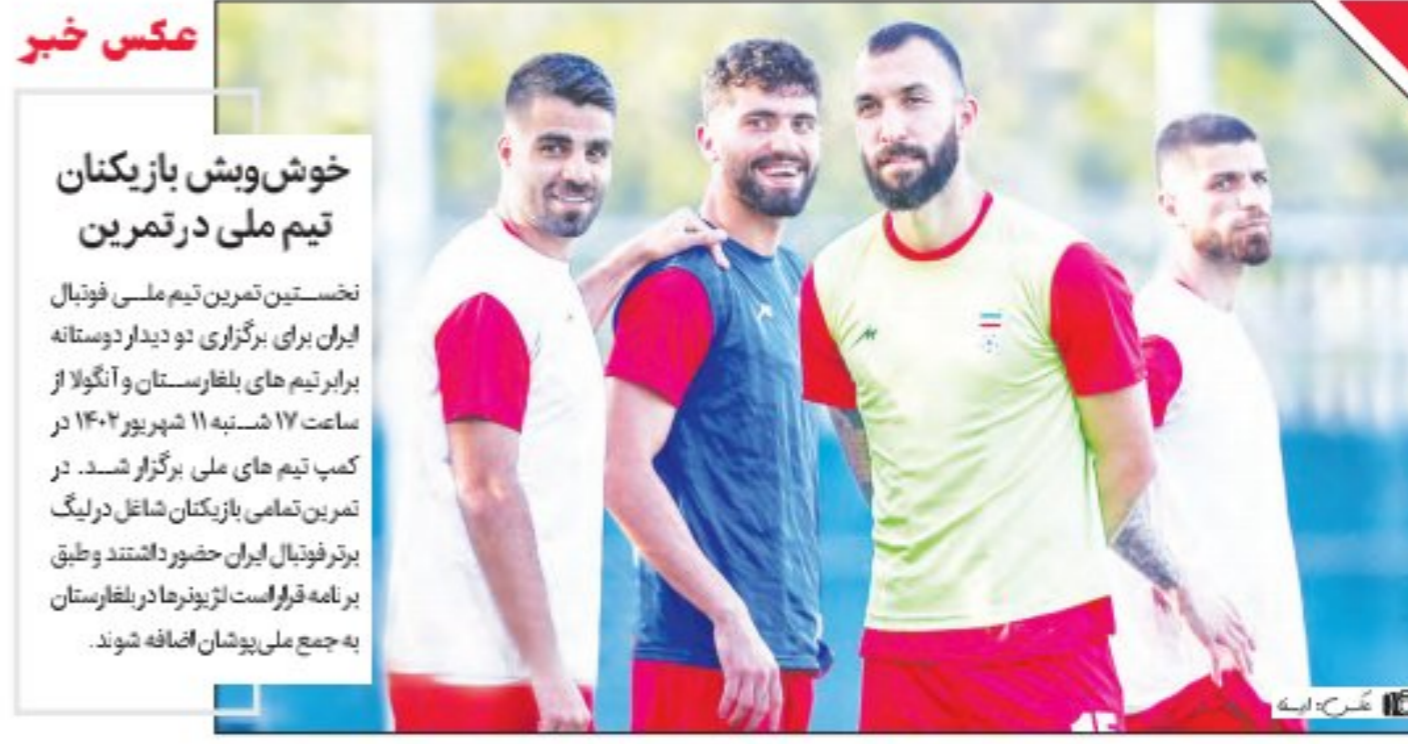 عکس خبر
خوش‌وبش بازیکنان
تیم ملی در تمرین
نخستین تمرین تیم ملی فوتبال
ایران برای برگزاری دو دیدار دوستانه
برابر تیم های بلغارستان و آنگولا از
ساعت ۱۷ شنبه ۱۱ شهریور ۱۴۰۲ در
کمپ تیم های ملی برگزار شد. در
تمرین تمامی بازیکنان شاغل در لیگ
برتر فوتبال ایران حضور داشتند و طبق
برنامه قرار است لژیونرها در بلغارستان
به جمع ملی‌پوشان اضافه شوند.
15
عکس: ایسنا